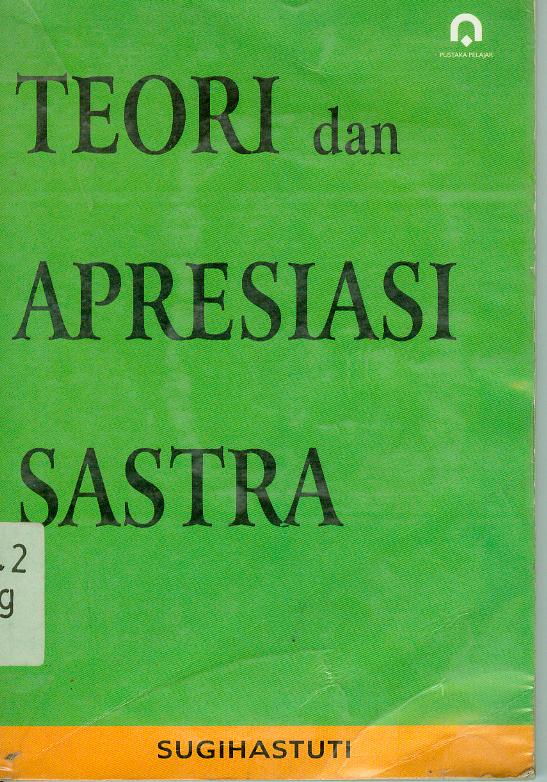 PUSTAKA PELAJAR
TEORI dan
APRESIASI
SASTRA
.2
g
SUGIHASTUTI